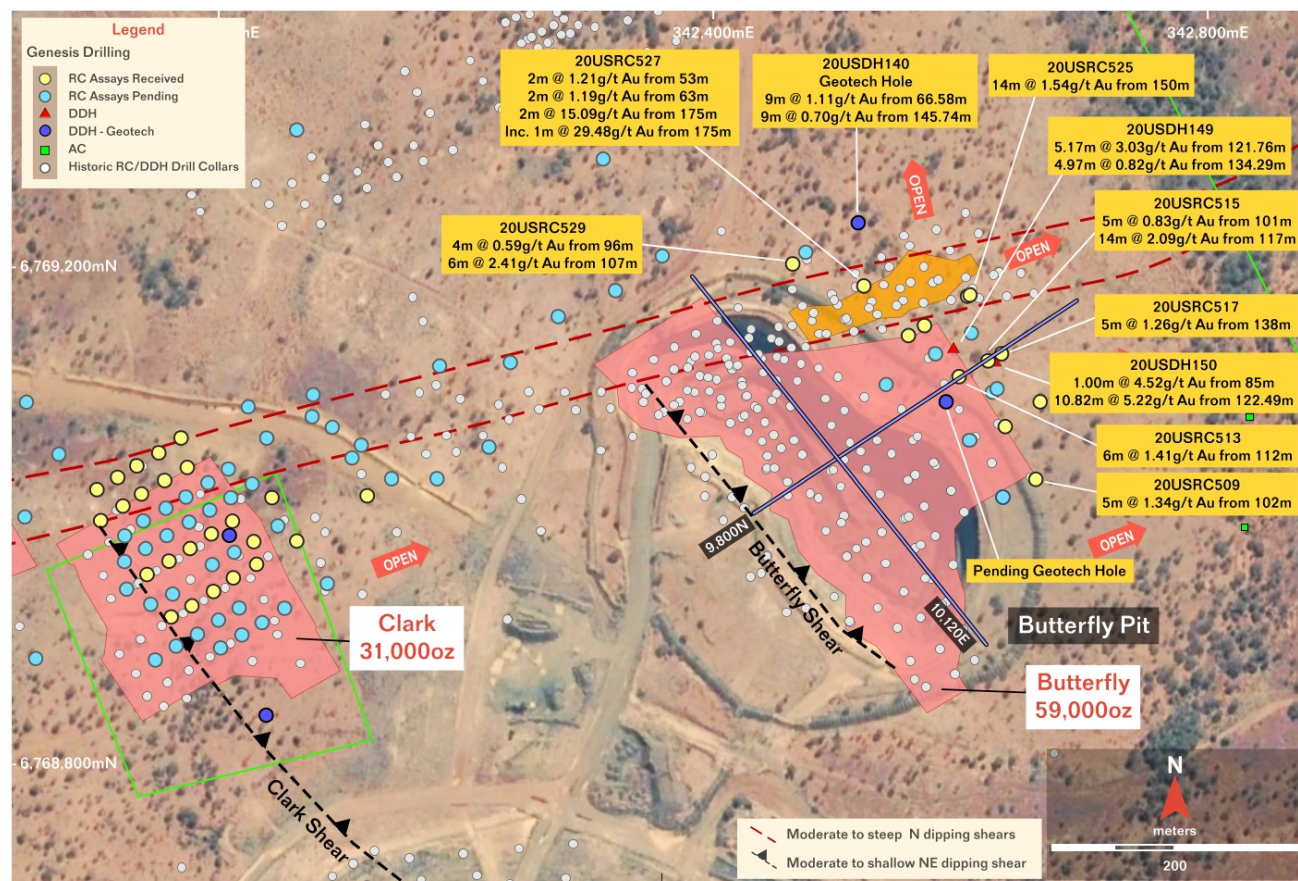 Legend
Genesis Drilling
RC Assays Received
RC Assays Pending
DDH
DDH - Geotech
AC
Historic RC/DDH Drill Collars
mE
342,400mE
342,800mE
20USRC527
2m @ 1.21g/t Au from 53m
2m @ 1.19g/t Au from 63m
2m @ 15.09g/t Au from 175m
Inc. 1m @ 29.48g/t Au from 175m
20USDH140
Geotech Hole
9m @ 1.11g/t Au from 66.58m
9m @ 0.70g/t Au from 145.74m
20USRC525
14m @ 1.54g/t Au from 150m
20USDH149
5.17m @ 3.03g/t Au from 121.76m
4.97m @ 0.82g/t Au from 134.29m
OPEN
20USRC515
5m @ 0.83g/t Au from 101m
14m @ 2.09g/t Au from 117m
20USRC529
4m @ 0.59g/t Au from 96m
6m @ 2.41g/t Au from 107m
OPEN
6,769,200mN
20USRC517
5m @ 1.26g/t Au from 138m
20USDH150
1.00m @ 4.52g/t Au from 85m
10.82m @ 5.22g/t Au from 122.49m
20USRC513
6m @ 1.41g/t Au from 112m
20USRC509
5m @ 1.34g/t Au from 102m
9,800N
OPEN
OPEN
Pending Geotech Hole
Butterfly Shear
10,120E
Butterfly Pit
Clark
31,000oz
Butterfly
59,000oz
6,768,800mN
Clark Shear
N
meters
200
Moderate to steep N dipping shears
Moderate to shallow NE dipping shear